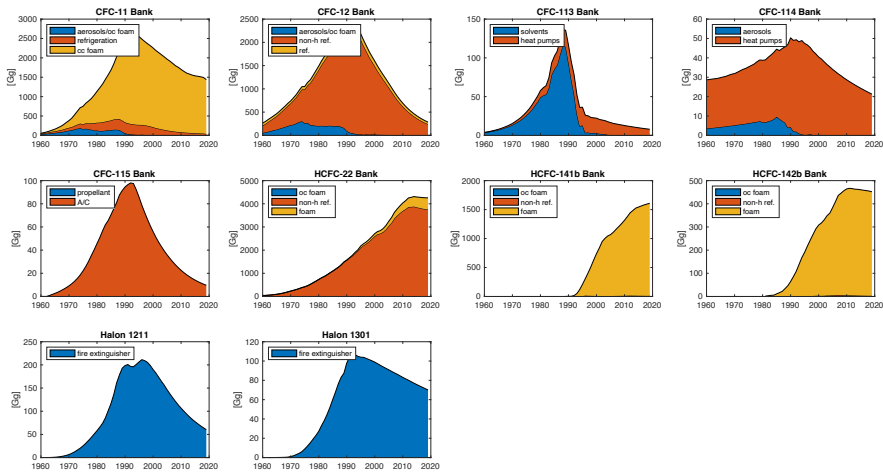 CFC-11 Bank
[Gg]
3000
2500
2000
1500
1000
500
0
aerosols/oc foam
refrigeration
cc foam
1960 1970 1980 1990 2000 2010 2020
CFC-12 Bank
[Gg]
2500
2000
1500
1000
500
0
aerosols/oc foam
non-h ref.
ref.
1960 1970 1980 1990 2000 2010 2020
CFC-113 Bank
[Gg]
150
100
50
0
solvents
heat pumps
1960 1970 1980 1990 2000 2010 2020
CFC-114 Bank
[Gg]
60
50
40
30
20
10
0
aerosols
heat pumps
1960 1970 1980 1990 2000 2010 2020
CFC-115 Bank
[Gg]
100
80
60
40
20
0
propellant
A/C
1960 1970 1980 1990 2000 2010 2020
HCFC-22 Bank
[Gg]
5000
4000
3000
2000
1000
0
oc foam
non-h ref.
foam
1960 1970 1980 1990 2000 2010 2020
HCFC-141b Bank
[Gg]
2000
1500
1000
500
0
oc foam
non-h ref.
foam
1960 1970 1980 1990 2000 2010 2020
HCFC-142b Bank
[Gg]
500
400
300
200
100
0
oc foam
non-h ref.
foam
1960 1970 1980 1990 2000 2010 2020
Halon 1211
[Gg]
250
200
150
100
50
0
fire extinguisher
1960 1970 1980 1990 2000 2010 2020
Halon 1301
[Gg]
120
100
80
60
40
20
0
fire extinguisher
1960 1970 1980 1990 2000 2010 2020